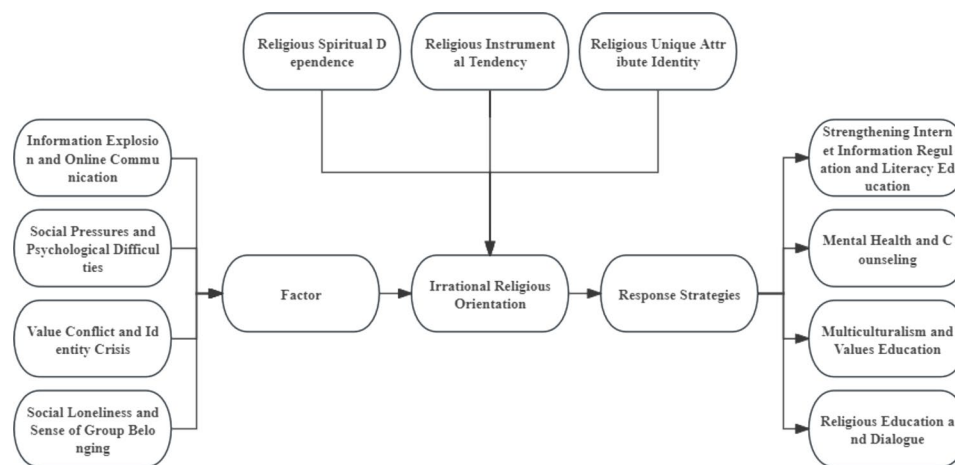 Religious Spiritual D
ependence
Religious Instrument
al Tendency
Religious Unique Attr
ibute Identity
Information Explosio
n and Online Commu
nication
Social Pressures and
Psychological Difficul
ties
Value Conflict and Id
entity Crisis
Social Loneliness and
Sense of Group Belo
nging
Factor
Irrational Religious
Orientation
Response Strategies
Strengthening Intern
et Information Regul
ation and Literacy Ed
ucation
Mental Health and C
ounseling
Multiculturalism and
Values Education
Religious Education a
nd Dialogue